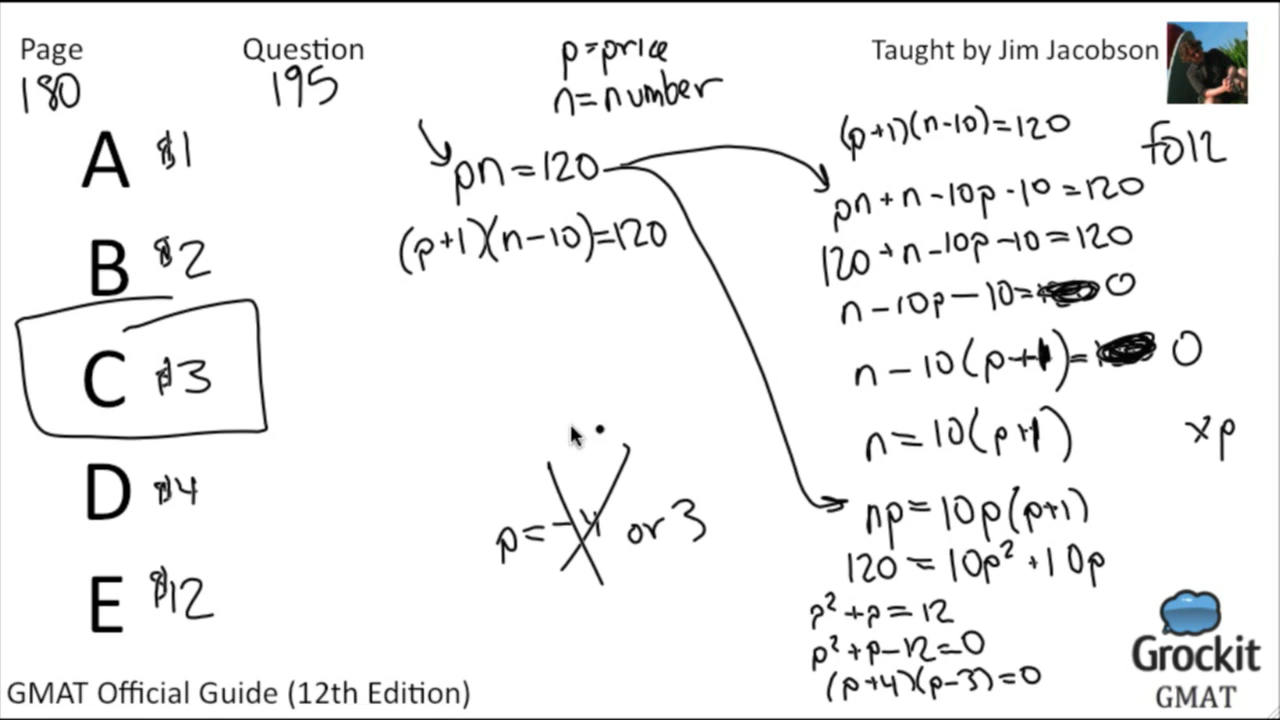 Page
180
Question
195
p=price
n=number
Taught by Jim Jacobson
A $1
B $2
C $3
D $4
E $12
pn=120
(p+1)(n-10)=120
p=-4 or 3
(p+1)(n-10)=120
foil
pn+n-10p-10=120
120+n-10p-10=120
n-10p-10= 0
n-10(p+1)= 0
n=10(p+1)
xp
np=10p(p+1)
120=10p²+10p
p²+p=12
p²+p-12=0
(p+4)(p-3)=0
GMAT Official Guide (12th Edition)
Grockit
GMAT